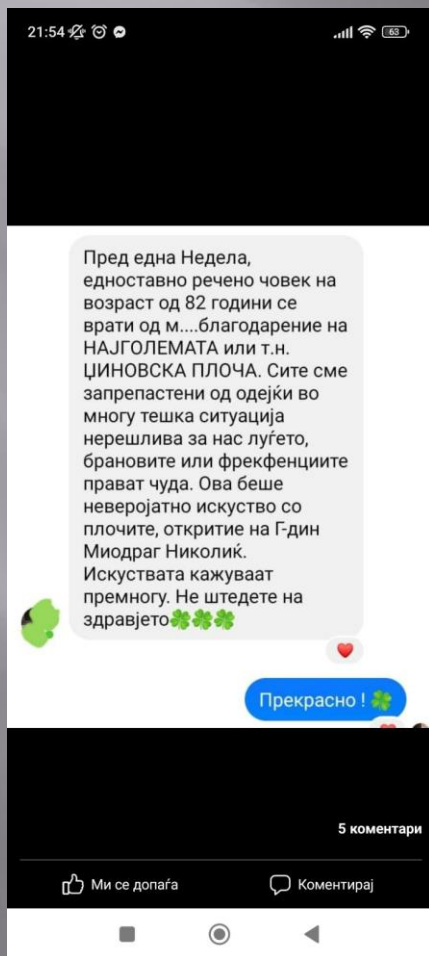 21:54
63
Пред една Недела,
едноставно речено човек на
возраст од 82 години се
врати од м....благодарение на
НАЈГОЛЕМАТА или т.н.
ЏИНОВСКА ПЛОЧА. Сите сме
запрепастени од одејќи во
многу тешка ситуација
нерешлива за нас луѓето,
брановите или фрекфенциите
прават чуда. Ова беше
неверојатно искуство со
плочите, откритие на Г-дин
Миодраг Николиќ.
Искуствата кажуваат
премногу. Не штедете на
здравјето🍀🍀🍀
Прекрасно ! 🍀
5 коментари
Ми се допаѓа
Коментирај